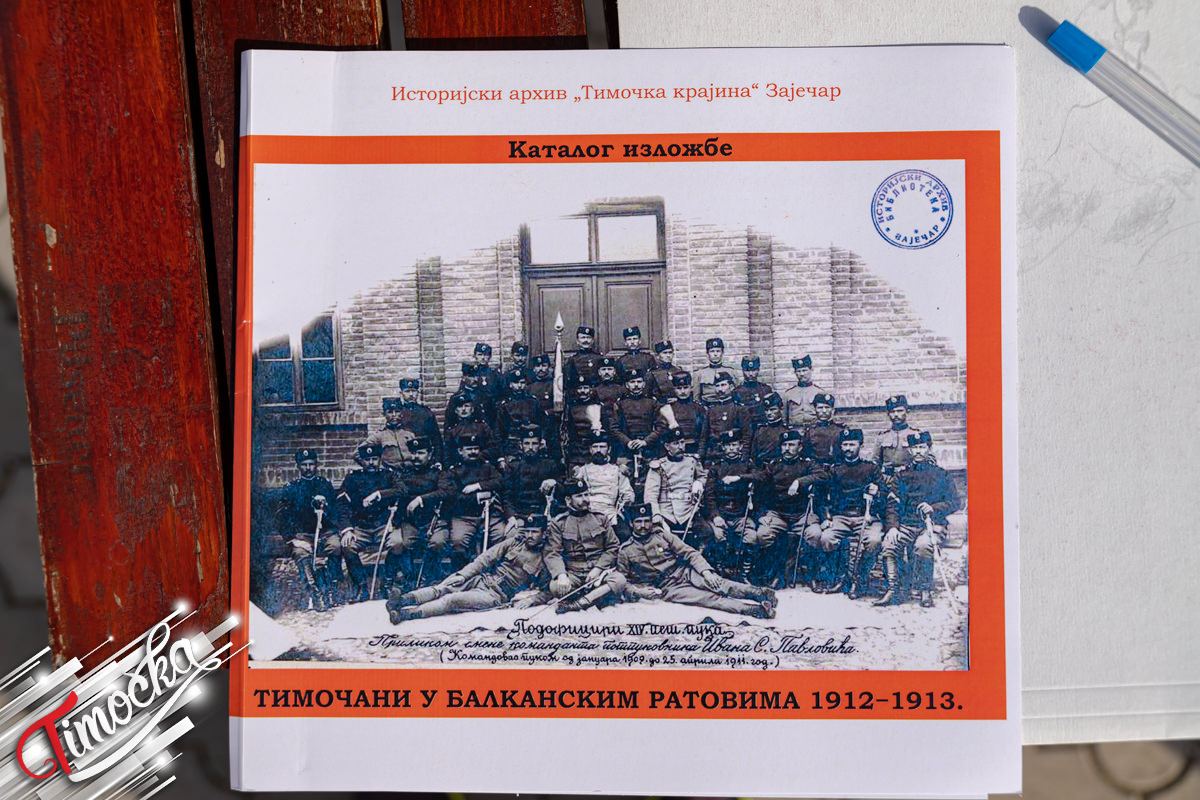 Историјски архив „Тимочка крајина“ Зајечар
Каталог изложбе
ИСТОРИЈСКИ АРХИВ
БИБЛИОТЕКА
ЗАЈЕЧАР
Подофицири XIV. пеш. пука
Приликом смене команданта потпуковника Ивана С. Павловића.
(Командовао пуком од јануара 1909. до 25. априла 1911. год.)
ТИМОЧАНИ У БАЛКАНСКИМ РАТОВИМА 1912–1913.
Timočka